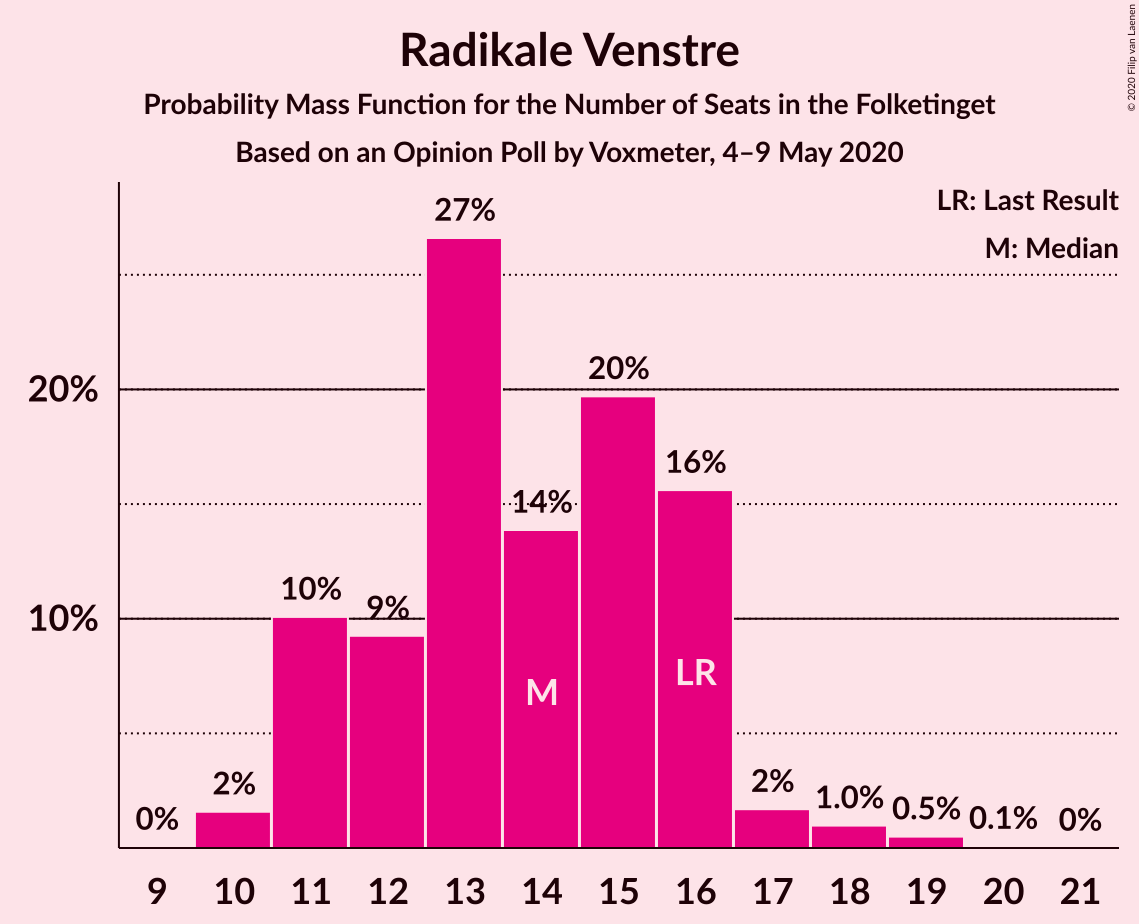 Radikale Venstre
Probability Mass Function for the Number of Seats in the Folketinget
Based on an Opinion Poll by Voxmeter, 4–9 May 2020
© 2020 Filip van Laenen
LR: Last Result
M: Median
20%
10%
0%
2%
10%
9%
27%
14%
20%
16%
2%
1.0%
0.5%
0.1%
0%
M
LR
9 10 11 12 13 14 15 16 17 18 19 20 21